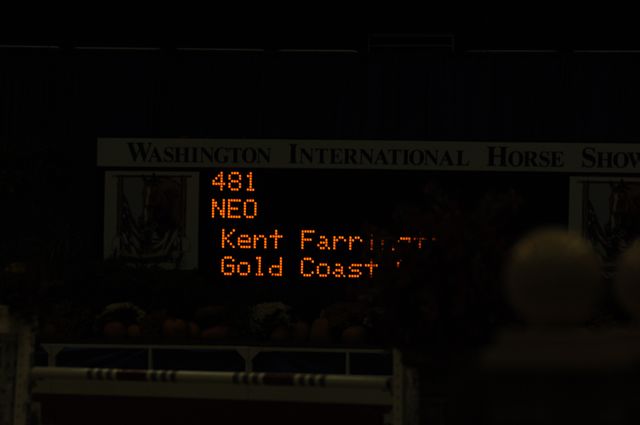 WASHINGTON INTERNATIONAL HORSE SHOW
481
NEO
Kent
Gold Coast